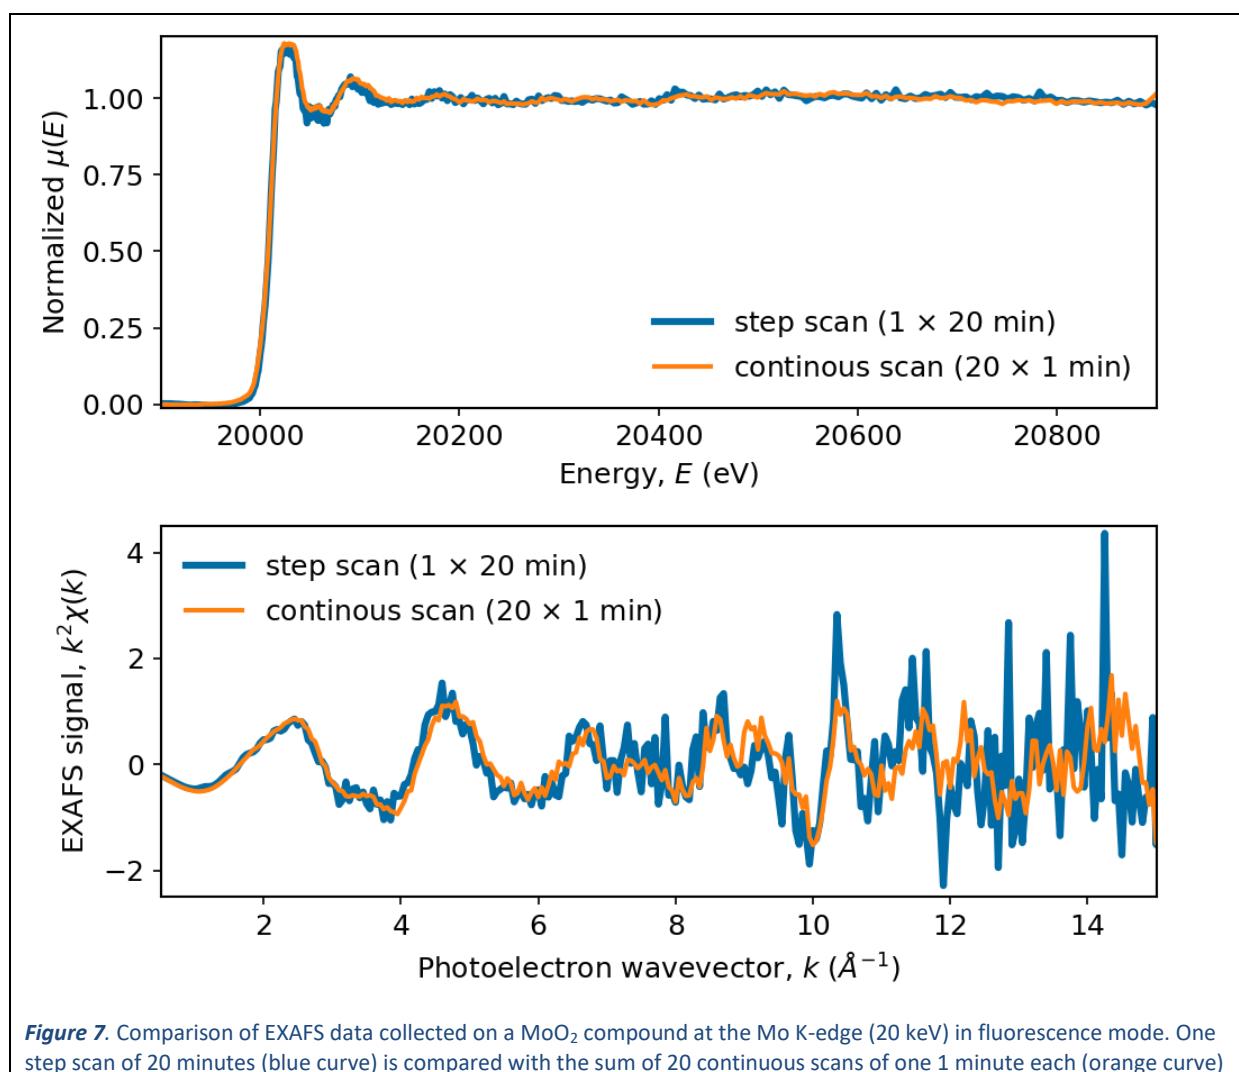 1.00
0.75
0.50
0.25
0.00
Normalized μ(E)
step scan (1 × 20 min)
continous scan (20 × 1 min)
20000 20200 20400 20600 20800
Energy, E (eV)
4
2
0
−2
EXAFS signal, k²χ(k)
step scan (1 × 20 min)
continous scan (20 × 1 min)
2 4 6 8 10 12 14
Photoelectron wavevector, k (Å⁻¹)
Figure 7. Comparison of EXAFS data collected on a MoO₂ compound at the Mo K-edge (20 keV) in fluorescence mode. One
step scan of 20 minutes (blue curve) is compared with the sum of 20 continuous scans of one 1 minute each (orange curve)